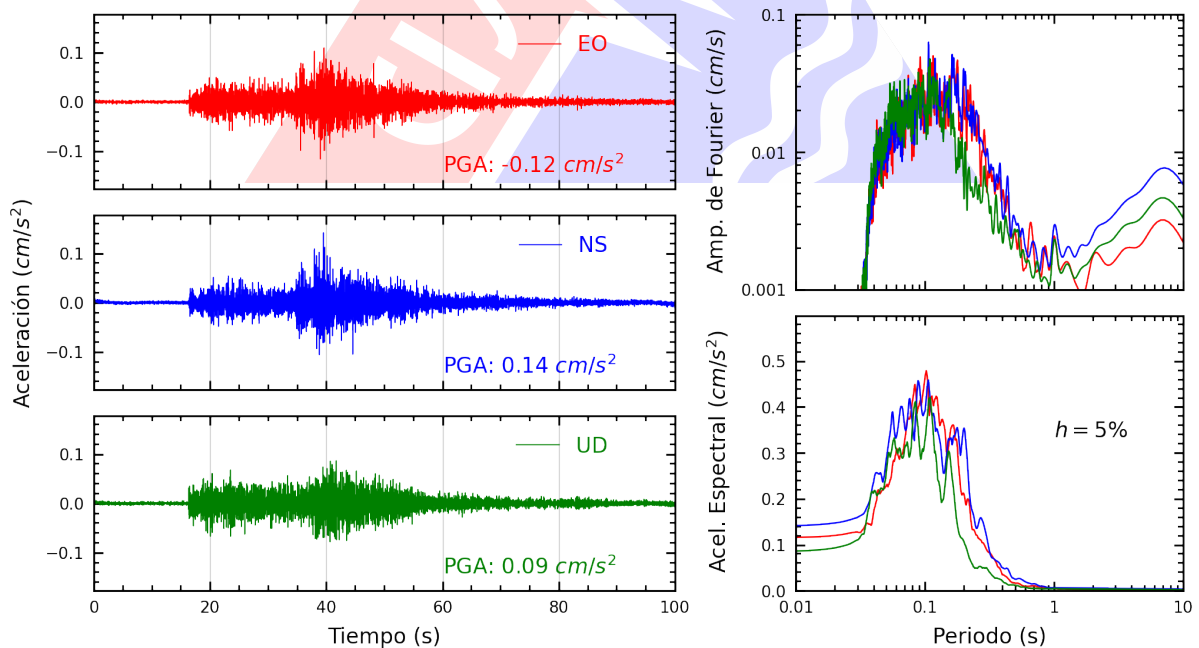 Aceleración (cm/s²)
0.1
0.0
−0.1
EO
PGA: -0.12 cm/s²
0.1
0.0
−0.1
NS
PGA: 0.14 cm/s²
0.1
0.0
−0.1
UD
PGA: 0.09 cm/s²
0 20 40 60 80 100
Tiempo (s)
Amp. de Fourier (cm/s)
0.1
0.01
0.001
Acel. Espectral (cm/s²)
0.5
0.4
0.3
0.2
0.1
0.0
h = 5%
0.01 0.1 1 10
Periodo (s)